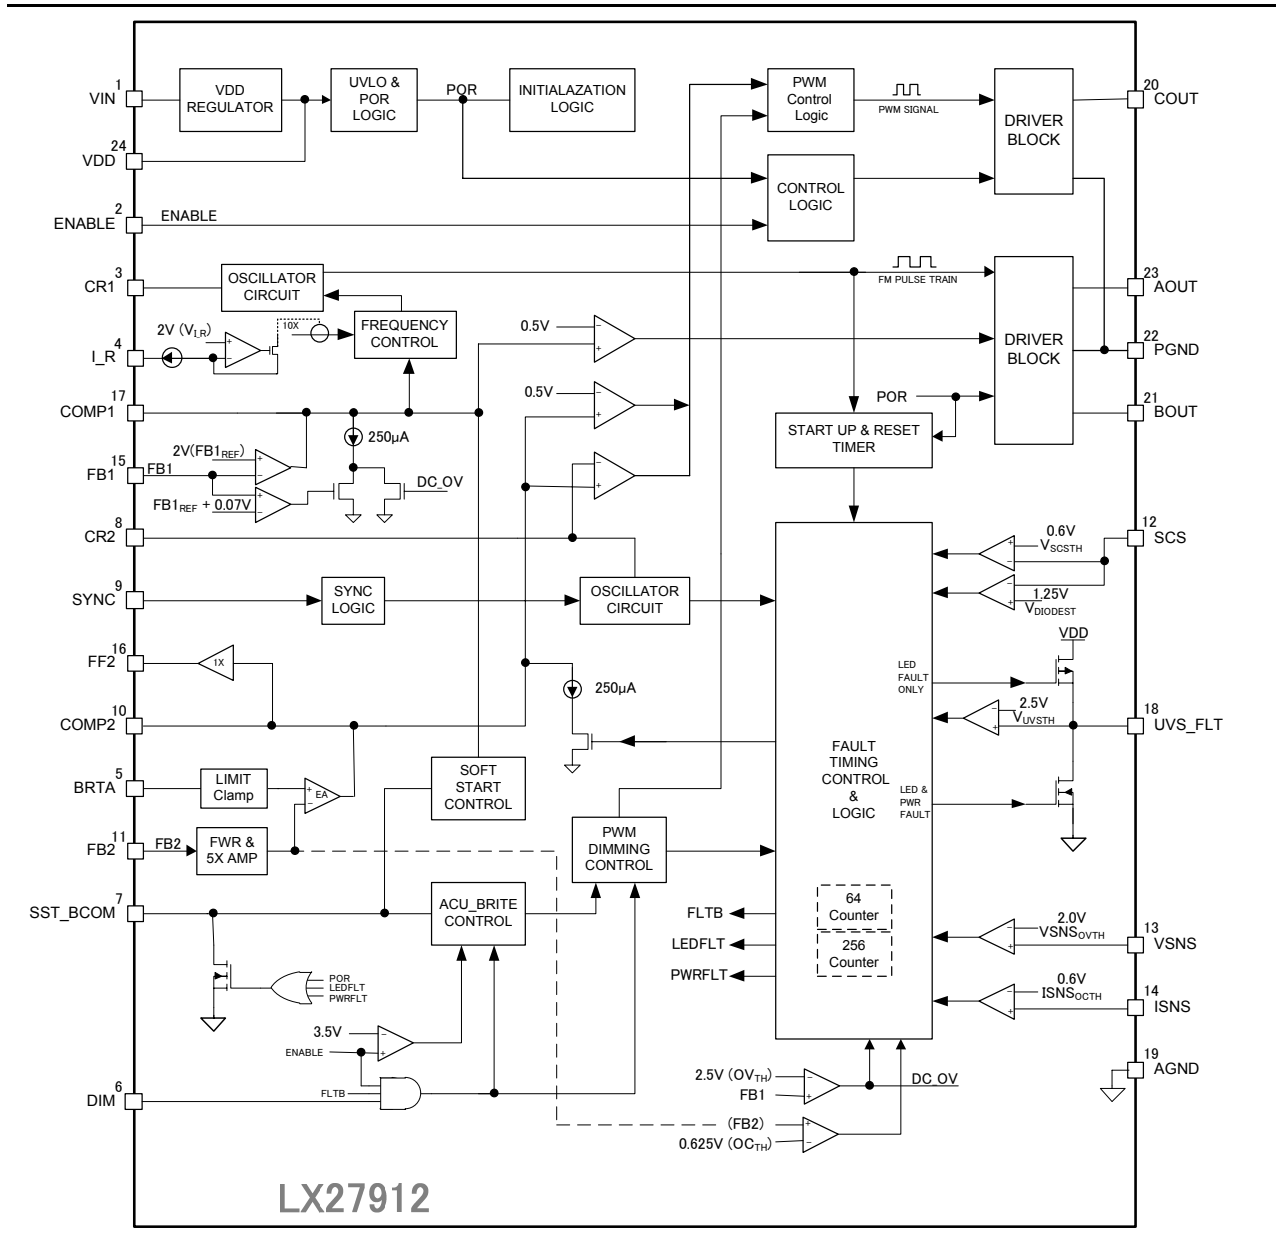 VIN 1
VDD
REGULATOR
UVLO &
POR
LOGIC
POR
INITIALAZATION
LOGIC
PWM
Control
Logic
PWM SIGNAL
DRIVER
BLOCK
20
COUT
24
VDD
CONTROL
LOGIC
2
ENABLE
ENABLE
3
CR1
OSCILLATOR
CIRCUIT
FM PULSE TRAIN
23
AOUT
2V (VI_R)
10X
FREQUENCY
CONTROL
4
I_R
0.5V
−
+
DRIVER
BLOCK
22
PGND
17
COMP1
250µA
0.5V
POR
21
BOUT
START UP & RESET
TIMER
15
FB1
FB1
2V(FB1REF)
FB1REF + 0.07V
DC_OV
8
CR2
12
SCS
0.6V
VSCSTH
1.25V
VDIODEST
9
SYNC
SYNC
LOGIC
OSCILLATOR
CIRCUIT
16
FF2
1X
250µA
LED
FAULT
ONLY
VDD
2.5V
VUVSTH
18
UVS_FLT
10
COMP2
FAULT
TIMING
CONTROL
&
LOGIC
5
BRTA
LIMIT
Clamp
EA
SOFT
START
CONTROL
LED &
PWR
FAULT
11
FB2
FB2
FWR &
5X AMP
PWM
DIMMING
CONTROL
7
SST_BCOM
ACU_BRITE
CONTROL
FLTB
LEDFLT
PWRFLT
64
Counter
256
Counter
2.0V
VSNSOVTH
13
VSNS
0.6V
ISNSOCTH
14
ISNS
POR
LEDFLT
PWRFLT
3.5V
ENABLE
FLTB
6
DIM
2.5V (OVTH)
FB1
DC_OV
19
AGND
(FB2)
0.625V (OCTH)
LX27912